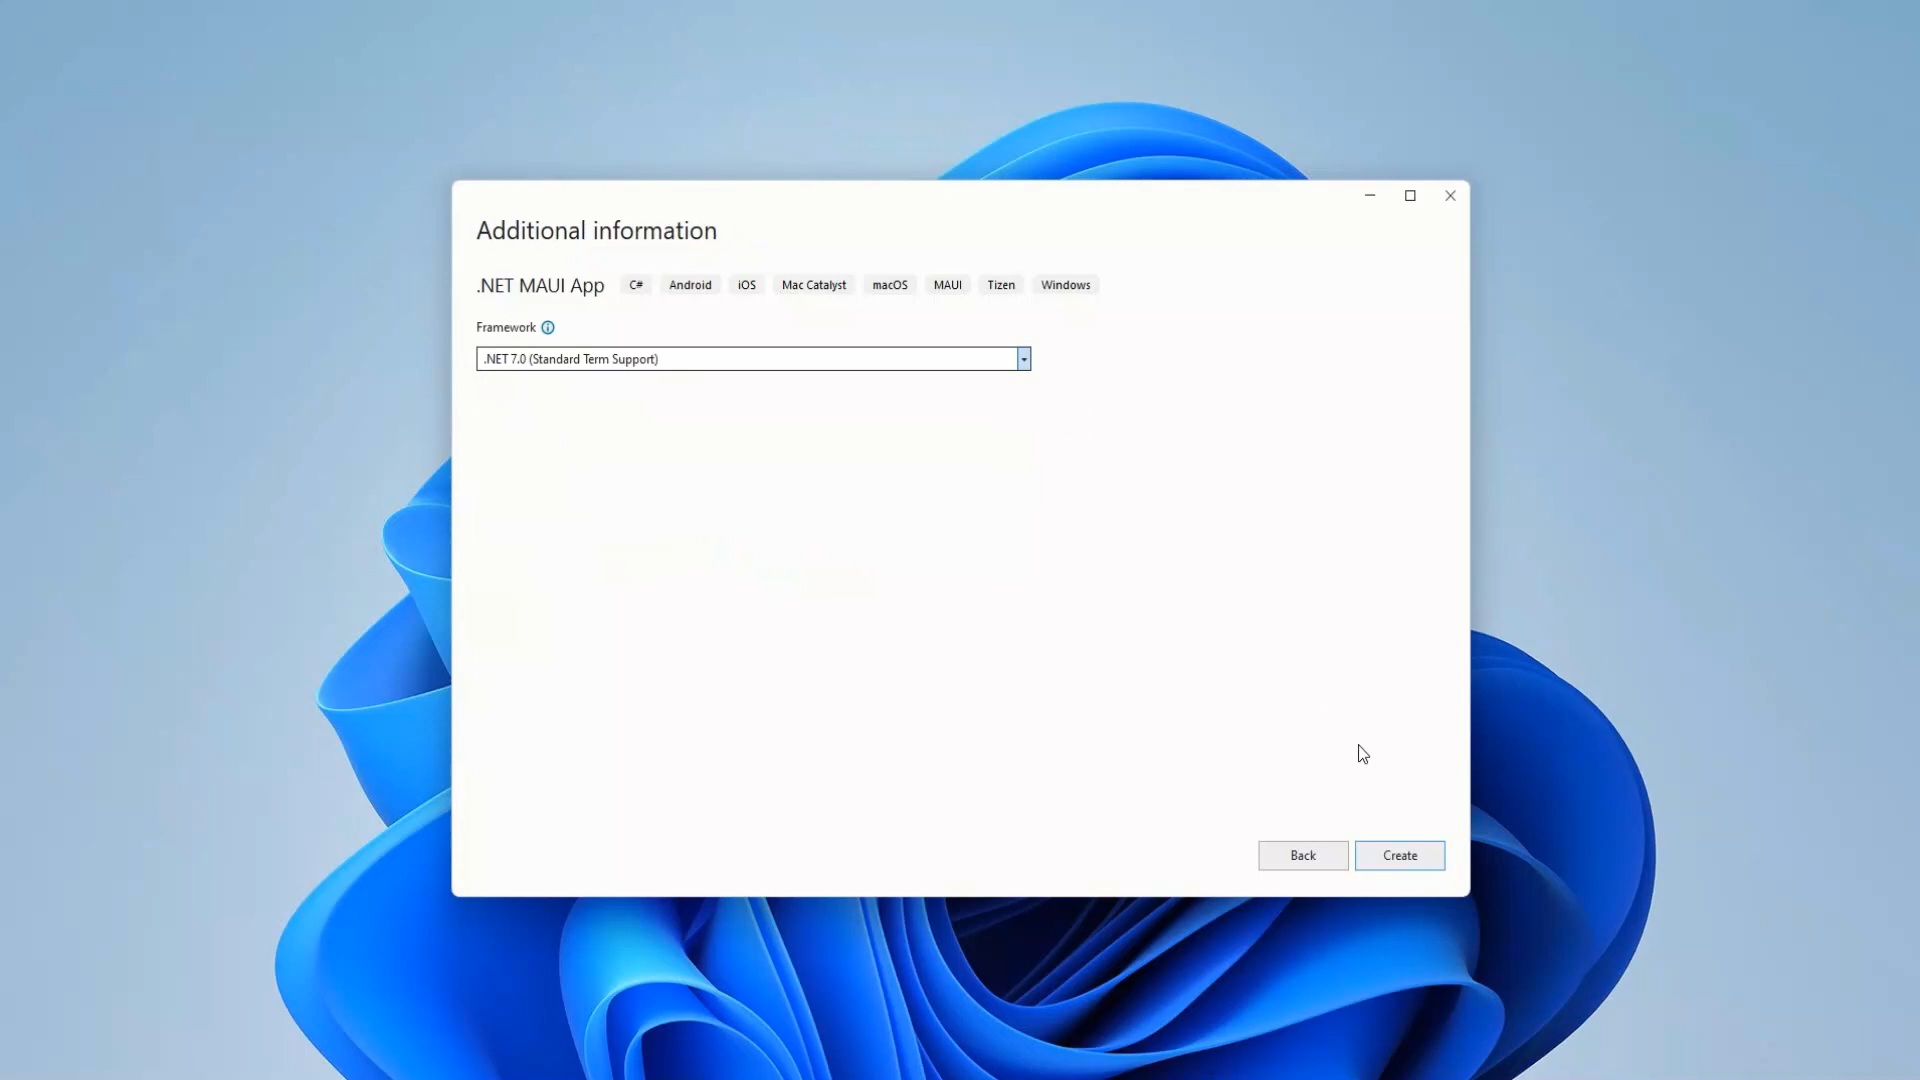 Additional information
.NET MAUI App C# Android iOS Mac Catalyst macOS MAUI Tizen Windows
Framework
.NET 7.0 (Standard Term Support)
Back Create